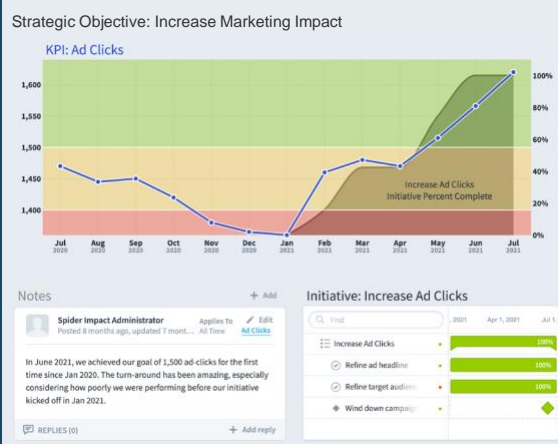 Strategic Objective: Increase Marketing Impact
KPI: Ad Clicks
1,600
1,550
1,500
1,450
1,400
100%
80%
60%
40%
20%
0%
Increase Ad Clicks
Initiative Percent Complete
Jul Aug Sep Oct Nov Dec Jan Feb Mar Apr May Jun Jul
2020 2020 2020 2020 2020 2020 2021 2021 2021 2021 2021 2021 2021
Notes + Add
Spider Impact Administrator Applies To Edit
Posted 8 months ago, updated 7 mont... All Time Ad Clicks
In June 2021, we achieved our goal of 1,500 ad-clicks for the first
time since Jan 2020. The turn-around has been amazing, especially
considering how poorly we were performing before our initiative
kicked off in Jan 2021.
REPLIES (0) + Add reply
Initiative: Increase Ad Clicks
Find , 2021 Apr 1, 2021 Jul 1,
Increase Ad Clicks 100%
Refine ad headline 100%
Refine target audien 100%
Wind down campaig